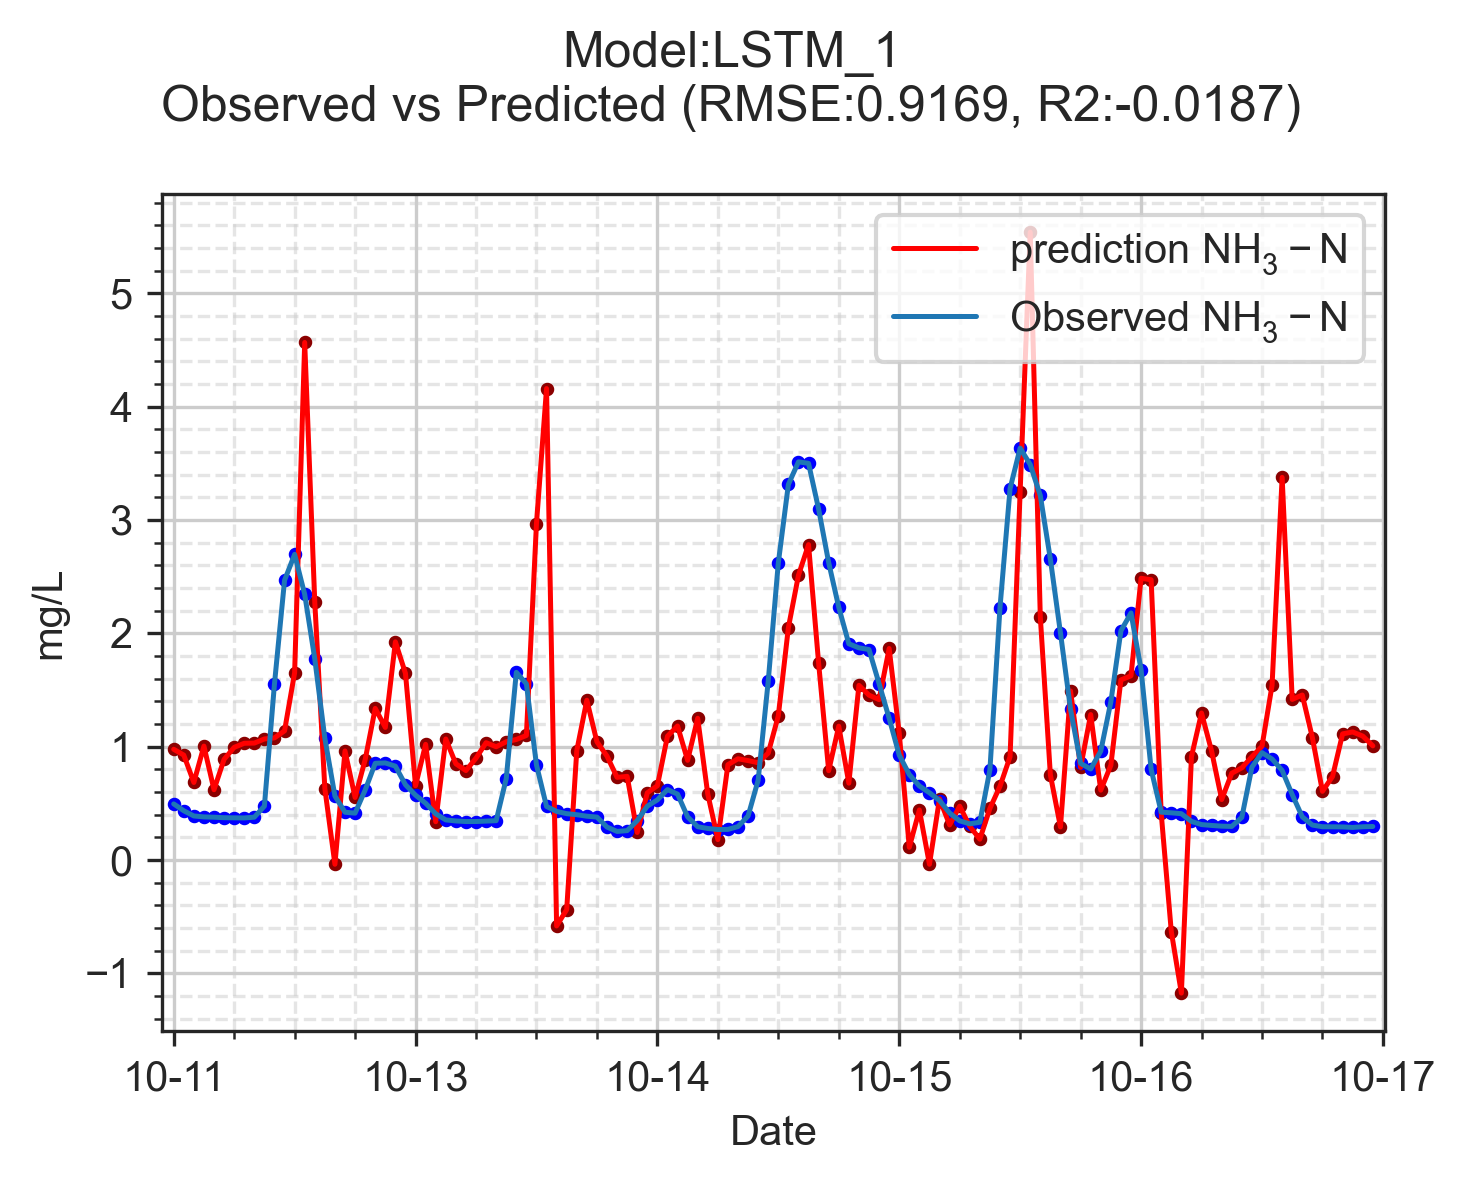 Model:LSTM_1
Observed vs Predicted (RMSE:0.9169, R2:-0.0187)
prediction NH₃ − N
Observed NH₃ − N
5
4
3
2
1
0
−1
mg/L
10-11 10-13 10-14 10-15 10-16 10-17
Date